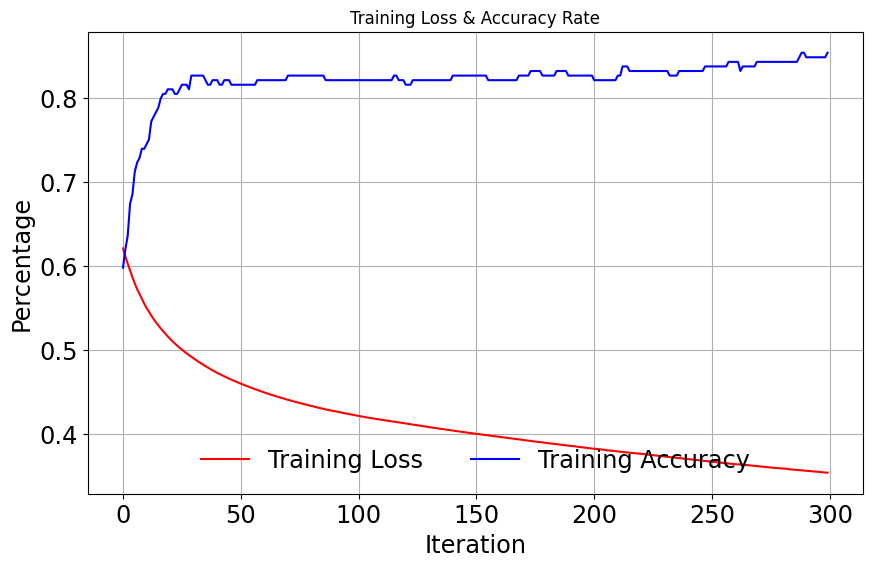 Training Loss & Accuracy Rate
0.8
0.7
0.6
0.5
0.4
Percentage
Training Loss
Training Accuracy
0 50 100 150 200 250 300
Iteration